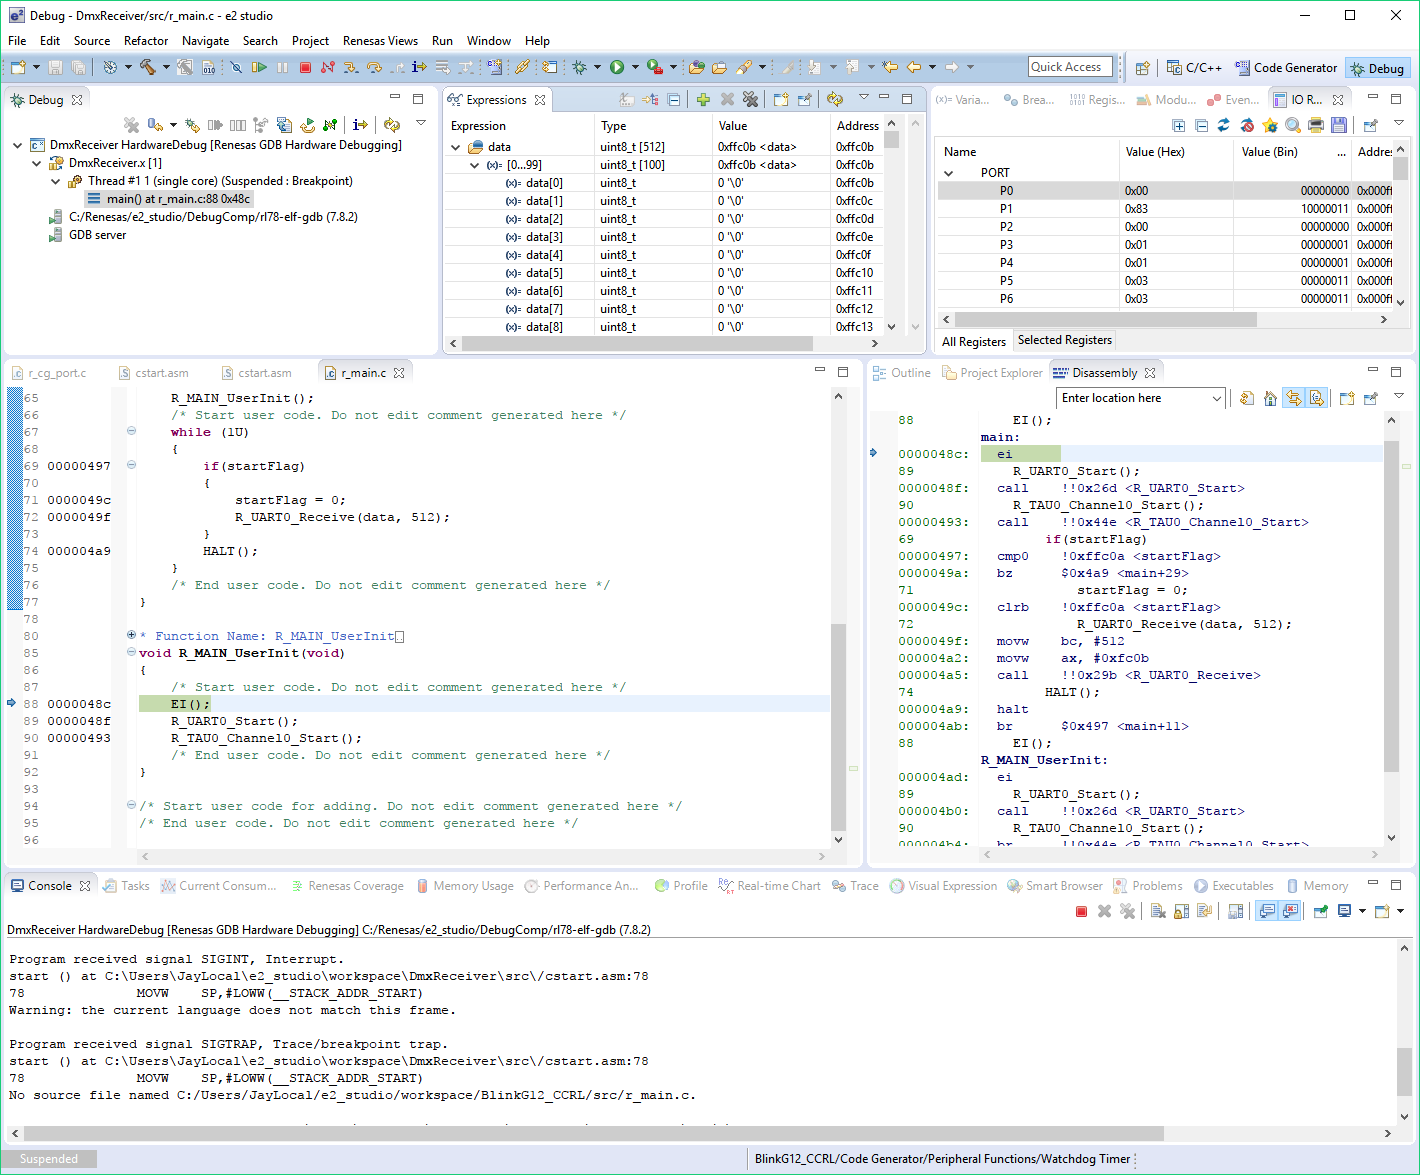 Debug - DmxReceiver/src/r_main.c - e2 studio
File Edit Source Refactor Navigate Search Project Renesas Views Run Window Help
Quick Access
C/C++ Code Generator Debug
Debug
DmxReceiver HardwareDebug [Renesas GDB Hardware Debugging]
DmxReceiver.x [1]
Thread #1 1 (single core) (Suspended : Breakpoint)
main() at r_main.c:88 0x48c
C:/Renesas/e2_studio/DebugComp/rl78-elf-gdb (7.8.2)
GDB server
Expressions
Expression Type Value Address
data uint8_t [512] 0xffc0b <data> 0xffc0b
[0...99] uint8_t [100] 0xffc0b <data> 0xffc0b
(x)= data[0] uint8_t 0 '\0' 0xffc0b
(x)= data[1] uint8_t 0 '\0' 0xffc0c
(x)= data[2] uint8_t 0 '\0' 0xffc0d
(x)= data[3] uint8_t 0 '\0' 0xffc0e
(x)= data[4] uint8_t 0 '\0' 0xffc0f
(x)= data[5] uint8_t 0 '\0' 0xffc10
(x)= data[6] uint8_t 0 '\0' 0xffc11
(x)= data[7] uint8_t 0 '\0' 0xffc12
(x)= data[8] uint8_t 0 '\0' 0xffc13
(x)= Varia... Brea... Regis... Modu... Even... IO R...
Name Value (Hex) Value (Bin) ... Addre
PORT
P0 0x00 00000000 0x000ff
P1 0x83 10000011 0x000ff
P2 0x00 00000000 0x000ff
P3 0x01 00000001 0x000ff
P4 0x01 00000001 0x000ff
P5 0x03 00000011 0x000ff
P6 0x03 00000011 0x000ff
All Registers Selected Registers
r_cg_port.c cstart.asm cstart.asm r_main.c
65 R_MAIN_UserInit();
66 /* Start user code. Do not edit comment generated here */
67 while (1U)
68 {
69 00000497 if(startFlag)
70 {
71 0000049c startFlag = 0;
72 0000049f R_UART0_Receive(data, 512);
73 }
74 000004a9 HALT();
75 }
76 /* End user code. Do not edit comment generated here */
77 }
78
80 * Function Name: R_MAIN_UserInit
85 void R_MAIN_UserInit(void)
86 {
87 /* Start user code. Do not edit comment generated here */
88 0000048c EI();
89 0000048f R_UART0_Start();
90 00000493 R_TAU0_Channel0_Start();
91 /* End user code. Do not edit comment generated here */
92 }
93
94 /* Start user code for adding. Do not edit comment generated here */
95 /* End user code. Do not edit comment generated here */
96
Outline Project Explorer Disassembly
Enter location here
88 EI();
main:
0000048c: ei
89 R_UART0_Start();
0000048f: call !!0x26d <R_UART0_Start>
90 R_TAU0_Channel0_Start();
00000493: call !!0x44e <R_TAU0_Channel0_Start>
69 if(startFlag)
00000497: cmp0 !0xffc0a <startFlag>
0000049a: bz $0x4a9 <main+29>
71 startFlag = 0;
0000049c: clrb !0xffc0a <startFlag>
72 R_UART0_Receive(data, 512);
0000049f: movw bc, #512
000004a2: movw ax, #0xfc0b
000004a5: call !!0x29b <R_UART0_Receive>
74 HALT();
000004a9: halt
000004ab: br $0x497 <main+11>
88 EI();
R_MAIN_UserInit:
000004ad: ei
89 R_UART0_Start();
000004b0: call !!0x26d <R_UART0_Start>
90 R_TAU0_Channel0_Start();
000004b4: br !!0x44e <R_TAU0_Channel0_Start>
Console Tasks Current Consum... Renesas Coverage Memory Usage Performance An... Profile Real-time Chart Trace Visual Expression Smart Browser Problems Executables Memory
DmxReceiver HardwareDebug [Renesas GDB Hardware Debugging] C:/Renesas/e2_studio/DebugComp/rl78-elf-gdb (7.8.2)
Program received signal SIGINT, Interrupt.
start () at C:\Users\JayLocal\e2_studio\workspace\DmxReceiver\src\/cstart.asm:78
78 MOVW SP,#LOWW(__STACK_ADDR_START)
Warning: the current language does not match this frame.
Program received signal SIGTRAP, Trace/breakpoint trap.
start () at C:\Users\JayLocal\e2_studio\workspace\DmxReceiver\src\/cstart.asm:78
78 MOVW SP,#LOWW(__STACK_ADDR_START)
No source file named C:/Users/JayLocal/e2_studio/workspace/BlinkG12_CCRL/src/r_main.c.
Suspended
BlinkG12_CCRL/Code Generator/Peripheral Functions/Watchdog Timer